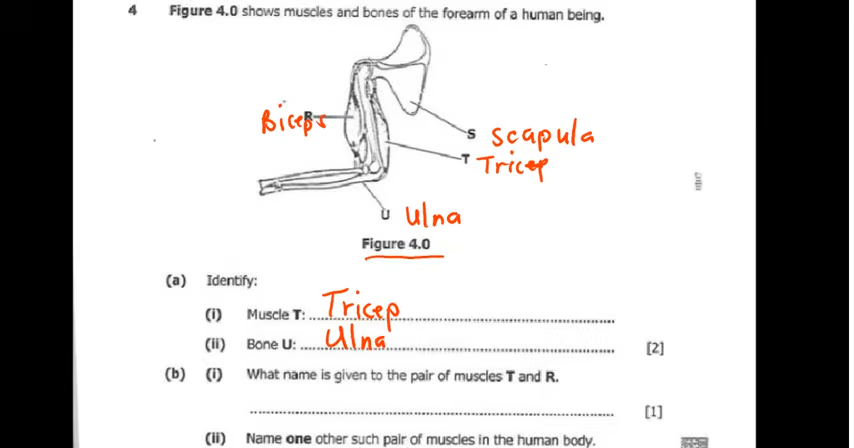 4 Figure 4.0 shows muscles and bones of the forearm of a human being.
Biceps R
S Scapula
T Tricep
U Ulna
Figure 4.0
(a) Identify:
(i) Muscle T: Tricep
(ii) Bone U: Ulna [2]
(b) (i) What name is given to the pair of muscles T and R.
[1]
(ii) Name one other such pair of muscles in the human body.